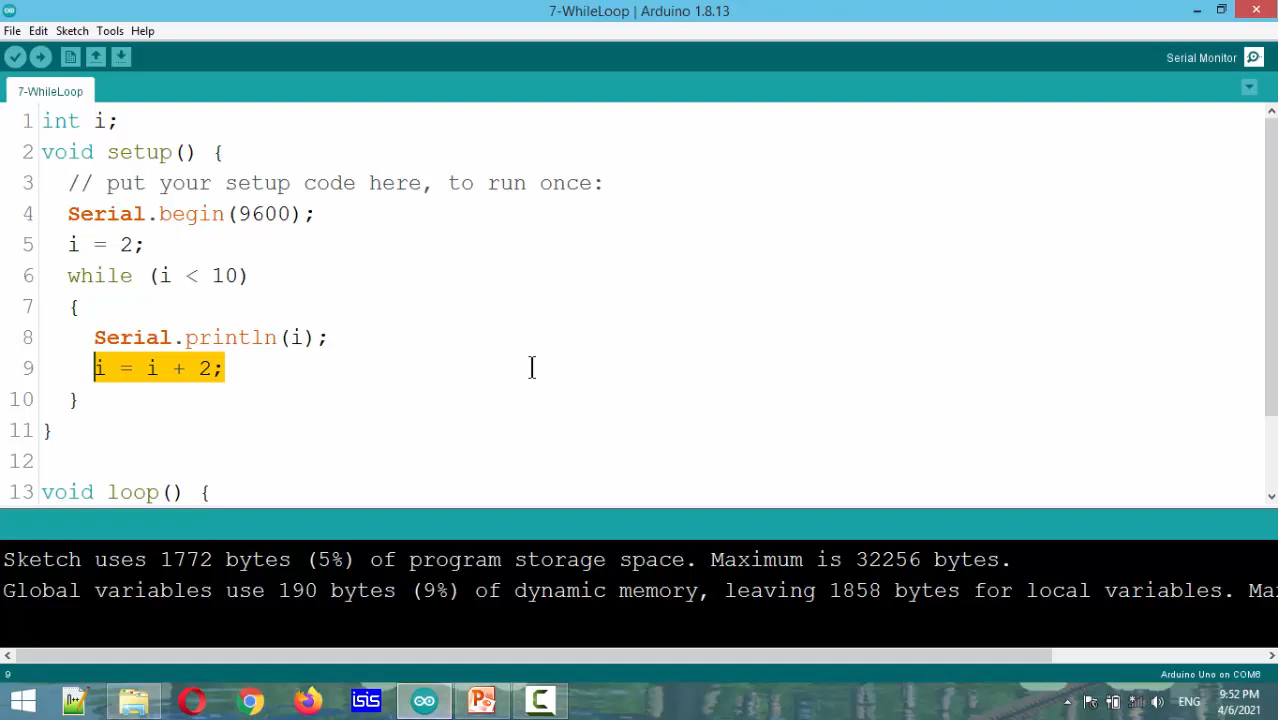 7-WhileLoop | Arduino 1.8.13
File Edit Sketch Tools Help
Serial Monitor
7-WhileLoop
1 int i;
2 void setup() {
3 // put your setup code here, to run once:
4 Serial.begin(9600);
5 i = 2;
6 while (i < 10)
7 {
8 Serial.println(i);
9 i = i + 2;
10 }
11 }
12
13 void loop() {
Sketch uses 1772 bytes (5%) of program storage space. Maximum is 32256 bytes.
Global variables use 190 bytes (9%) of dynamic memory, leaving 1858 bytes for local variables. Ma
9
Arduino Uno on COM6
isis
ENG
9:52 PM
4/6/2021